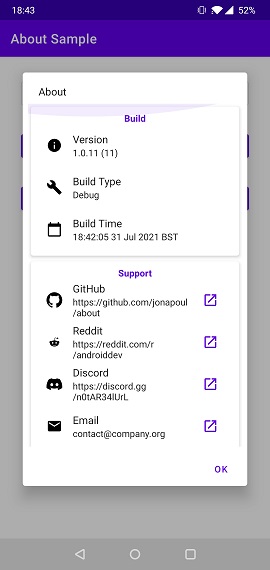 18:43
52%
About Sample
About
Build
Version
1.0.11 (11)
Build Type
Debug
Build Time
18:42:05 31 Jul 2021 BST
Support
GitHub
https://github.com/jonapoul
/about
Reddit
https://reddit.com/r
/androiddev
Discord
https://discord.gg
/n0tAR34lUrL
Email
contact@company.org
OK